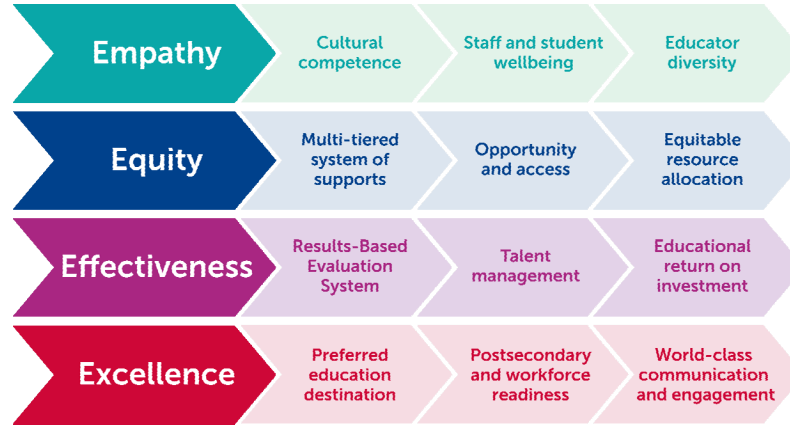 Empathy
Cultural
competence
Staff and student
wellbeing
Educator
diversity
Equity
Multi-tiered
system of
supports
Opportunity
and access
Equitable
resource
allocation
Effectiveness
Results-Based
Evaluation
System
Talent
management
Educational
return on
investment
Excellence
Preferred
education
destination
Postsecondary
and workforce
readiness
World-class
communication
and engagement